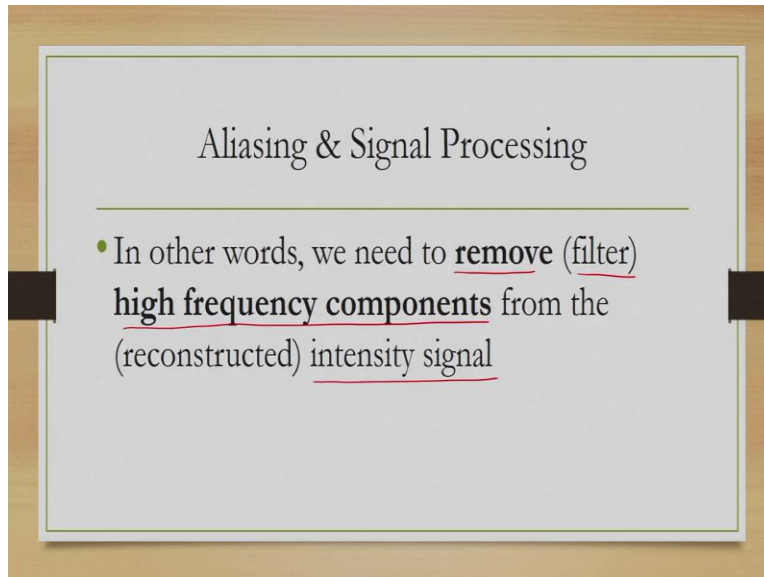 Aliasing & Signal Processing
• In other words, we need to remove (filter)
high frequency components from the
(reconstructed) intensity signal